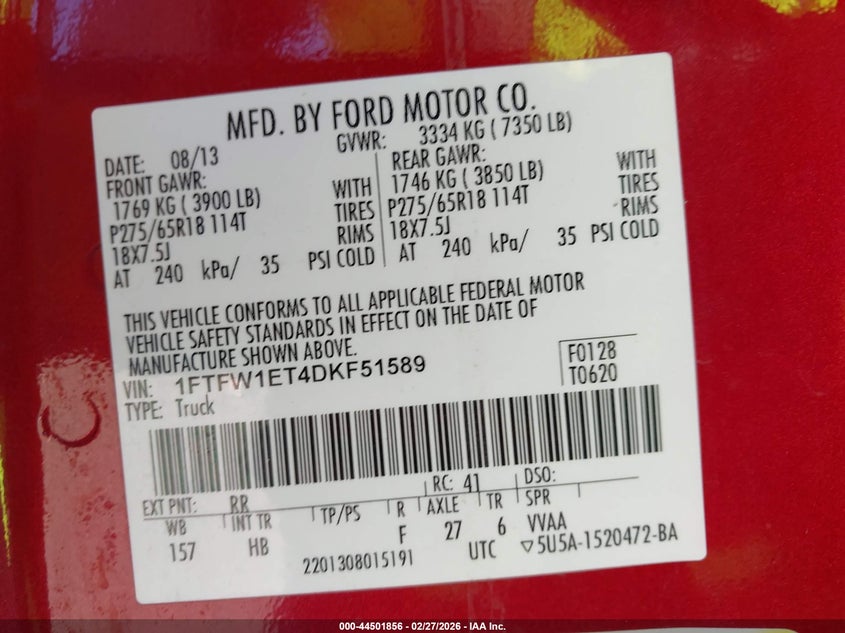 MFD. BY FORD MOTOR CO.
DATE: 08/13 GVWR: 3334 KG ( 7350 LB)
FRONT GAWR: REAR GAWR:
1769 KG ( 3900 LB) WITH 1746 KG ( 3850 LB) WITH
P275/65R18 114T TIRES P275/65R18 114T TIRES
18X7.5J RIMS 18X7.5J RIMS
AT 240 kPa/ 35 PSI COLD AT 240 kPa/ 35 PSI COLD
THIS VEHICLE CONFORMS TO ALL APPLICABLE FEDERAL MOTOR
VEHICLE SAFETY STANDARDS IN EFFECT ON THE DATE OF
MANUFACTURE SHOWN ABOVE.
VIN: 1FTFW1ET4DKF51589 F0128
TYPE: Truck T0620
EXT PNT: RR RC: 41 DSO:
WB INT TR TP/PS R AXLE TR SPR
157 HB F 27 6 VVAA
2201308015191 UTC ▽5U5A-1520472-BA
000-44501856 - 02/27/2026 - IAA Inc.